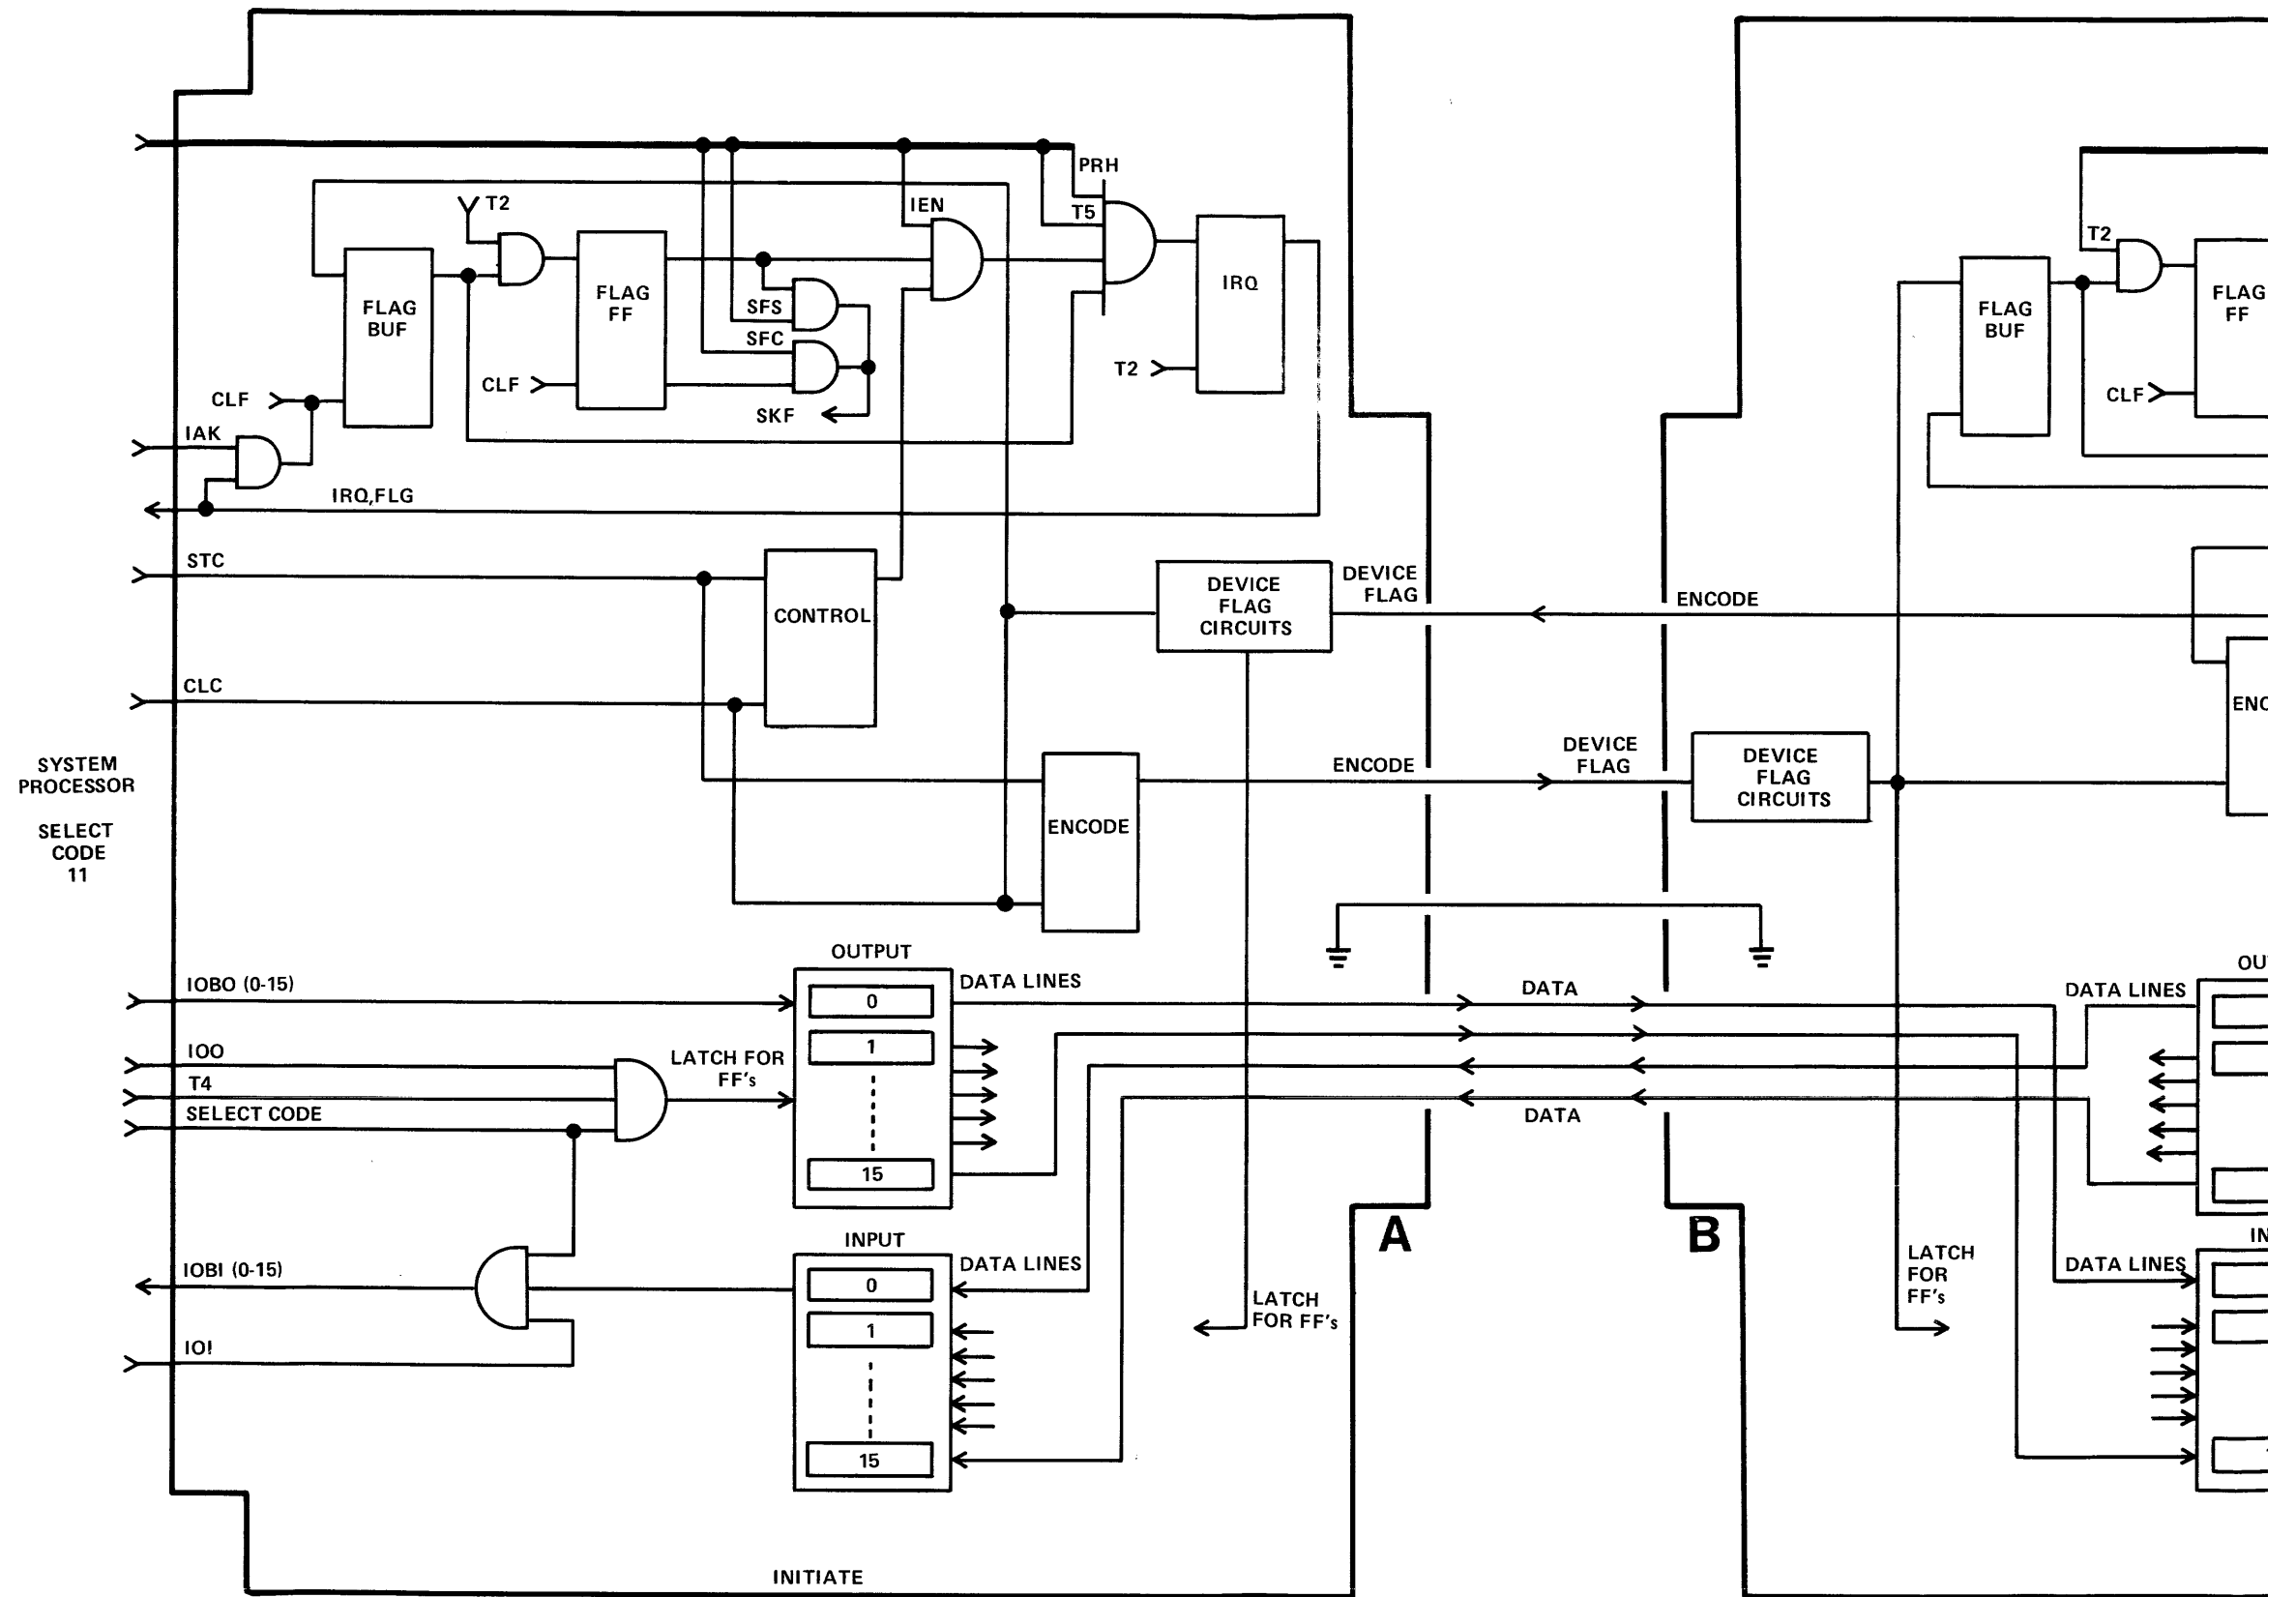 PRH
T2
IEN
T5
T2
FLAG
BUF
FLAG
FF
SFS
SFC
IRQ
FLAG
BUF
FLAG
FF
CLF
CLF
T2
CLF
SKF
IAK
IRQ,FLG
STC
CONTROL
DEVICE
FLAG
CIRCUITS
DEVICE
FLAG
ENCODE
CLC
ENC
SYSTEM
PROCESSOR
SELECT
CODE
11
ENCODE
ENCODE
DEVICE
FLAG
DEVICE
FLAG
CIRCUITS
OUTPUT
IOBO (0-15)
0
DATA LINES
DATA
DATA LINES
OU
IOO
T4
SELECT CODE
LATCH FOR
FF's
1
15
DATA
A
B
INPUT
IOBI (0-15)
0
DATA LINES
1
15
IOI
LATCH
FOR FF's
LATCH
FOR
FF's
DATA LINES
IN
INITIATE